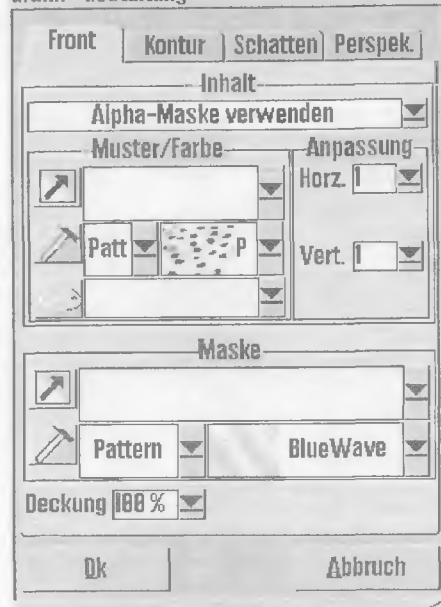 Front Kontur Schatten Perspek.
Inhalt
Alpha-Maske verwenden
Muster/Farbe Anpassung
Horz. 1
Patt P Vert. 1
Maske
Pattern BlueWave
Deckung 100 %
Ok Abbruch